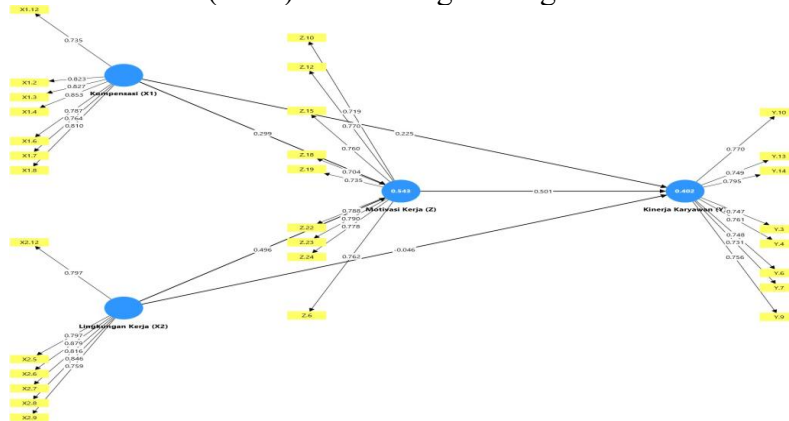 X1.12
0.735
X1.2
X1.3
X1.4
X1.6
X1.7
X1.8
0.823
0.827
0.853
0.787
0.764
0.810
Kompensasi (X1)
0.299
0.225
Z.10
Z.12
Z.15
Z.18
Z.19
Z.22
Z.23
Z.24
Z.6
0.719
0.770
0.760
0.704
0.735
0.788
0.790
0.778
0.762
0.543
Motivasi Kerja (Z)
0.501
0.402
Kinerja Karyawan (Y
Y.10
Y.13
Y.14
Y.3
Y.4
Y.6
Y.7
Y.9
0.770
0.749
0.795
0.747
0.761
0.748
0.731
0.756
0.496
-0.046
X2.12
0.797
Lingkungan Kerja (X2)
X2.5
X2.6
X2.7
X2.8
X2.9
0.797
0.879
0.816
0.846
0.759